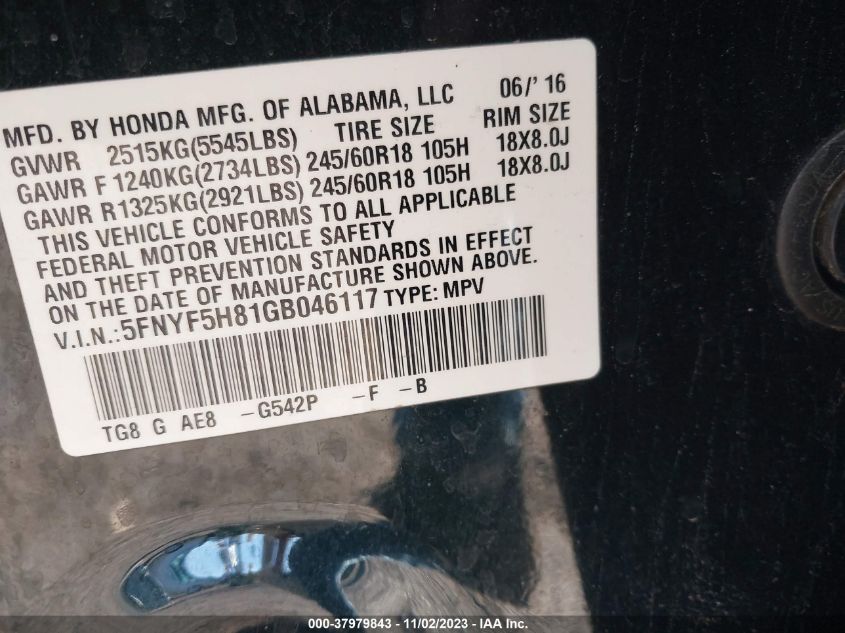 MFD. BY HONDA MFG. OF ALABAMA, LLC 06/' 16
GVWR 2515KG(5545LBS) TIRE SIZE RIM SIZE
GAWR F 1240KG(2734LBS) 245/60R18 105H 18X8.0J
GAWR R1325KG(2921LBS) 245/60R18 105H 18X8.0J
THIS VEHICLE CONFORMS TO ALL APPLICABLE
FEDERAL MOTOR VEHICLE SAFETY
AND THEFT PREVENTION STANDARDS IN EFFECT
ON THE DATE OF MANUFACTURE SHOWN ABOVE.
V.I.N.:5FNYF5H81GB046117 TYPE: MPV
TG8 G AE8 -G542P -F -B
000-37979843 - 11/02/2023 - IAA Inc.